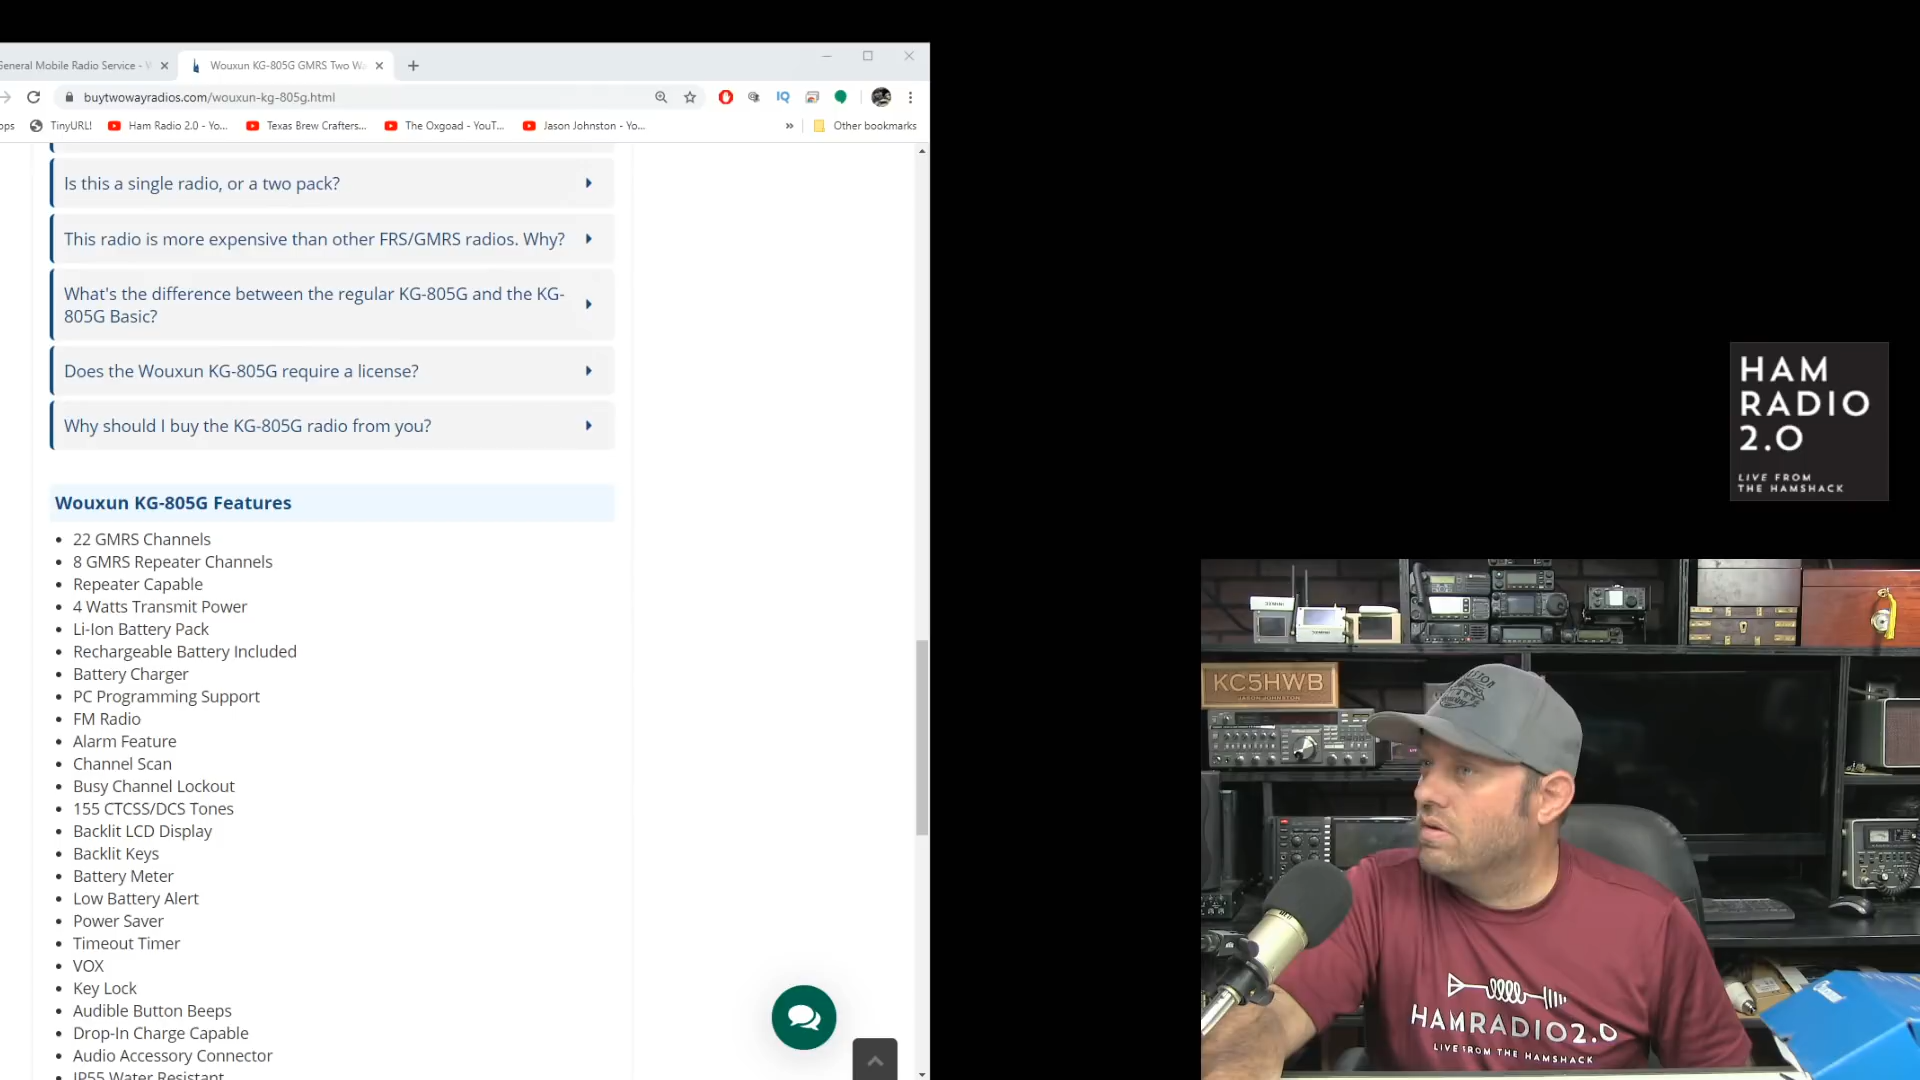 General Mobile Radio Service - W
Wouxun KG-805G GMRS Two Wa
buytwowayradios.com/wouxun-kg-805g.html
IQ
TinyURL!
Ham Radio 2.0 - Yo...
Texas Brew Crafters...
The Oxgoad - YouT...
Jason Johnston - Yo...
»
Other bookmarks
Is this a single radio, or a two pack?
This radio is more expensive than other FRS/GMRS radios. Why?
What's the difference between the regular KG-805G and the KG-
805G Basic?
Does the Wouxun KG-805G require a license?
Why should I buy the KG-805G radio from you?
Wouxun KG-805G Features
22 GMRS Channels
8 GMRS Repeater Channels
Repeater Capable
4 Watts Transmit Power
Li-Ion Battery Pack
Rechargeable Battery Included
Battery Charger
PC Programming Support
FM Radio
Alarm Feature
Channel Scan
Busy Channel Lockout
155 CTCSS/DCS Tones
Backlit LCD Display
Backlit Keys
Battery Meter
Low Battery Alert
Power Saver
Timeout Timer
VOX
Key Lock
Audible Button Beeps
Drop-In Charge Capable
Audio Accessory Connector
IP55 Water Resistant
HAM
RADIO
2.0
LIVE FROM
THE HAMSHACK
KC5HWB
JASON JOHNSTON
HAMRADIO2.0
LIVE FROM THE HAMSHACK